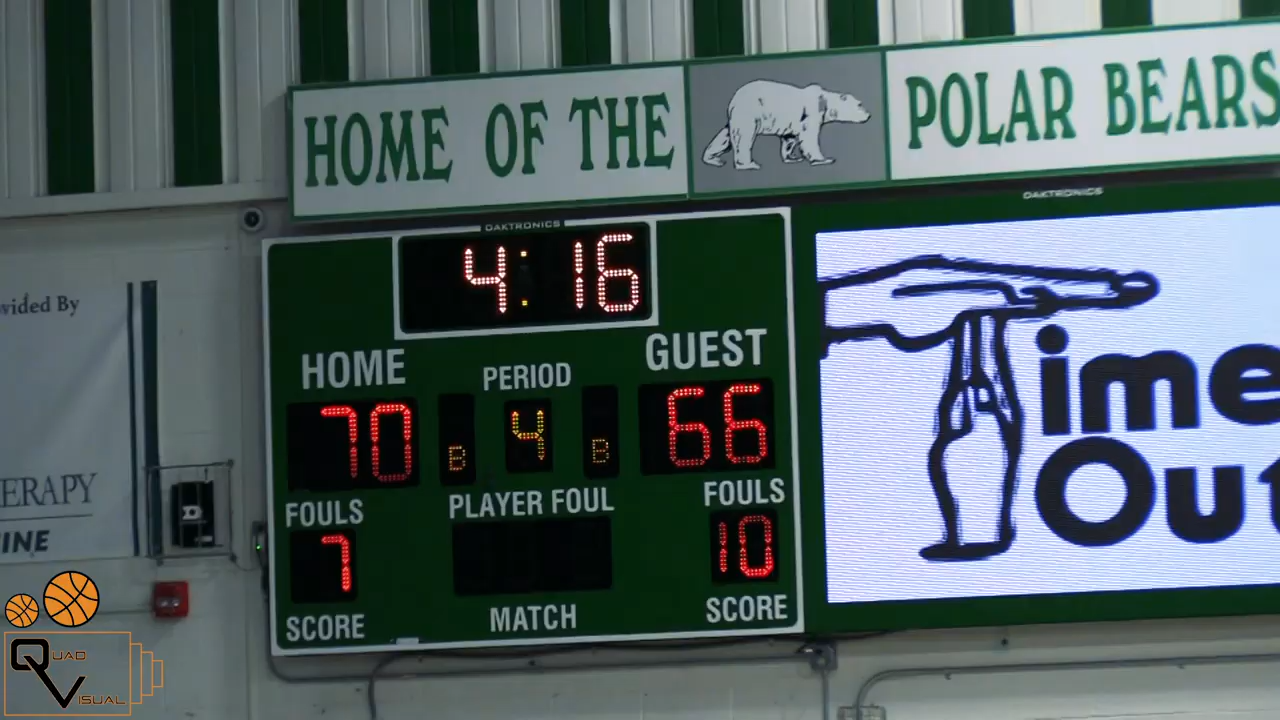 HOME OF THE
POLAR BEARS
DAKTRONICS
DAKTRONICS
4:16
HOME
PERIOD
GUEST
70
B
4
B
66
FOULS
PLAYER FOUL
FOULS
7
10
SCORE
MATCH
SCORE
ime
Out
vided By
ERAPY
INE
D
QUAD
VISUAL